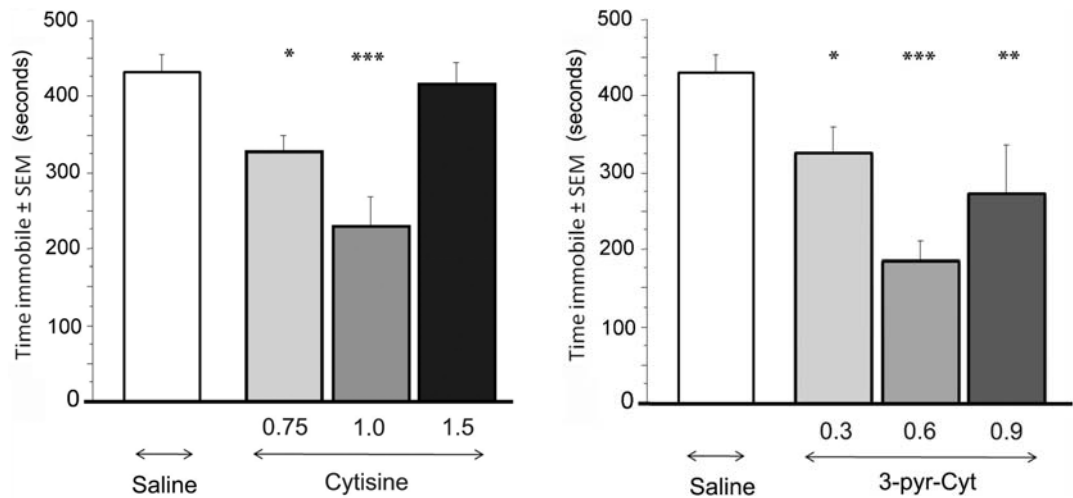 500
400
300
200
100
0
Time immobile ± SEM (seconds)
* ***
0.75 1.0 1.5
Saline Cytisine
500
400
300
200
100
0
Time immobile ± SEM (seconds)
* *** **
0.3 0.6 0.9
Saline 3-pyr-Cyt